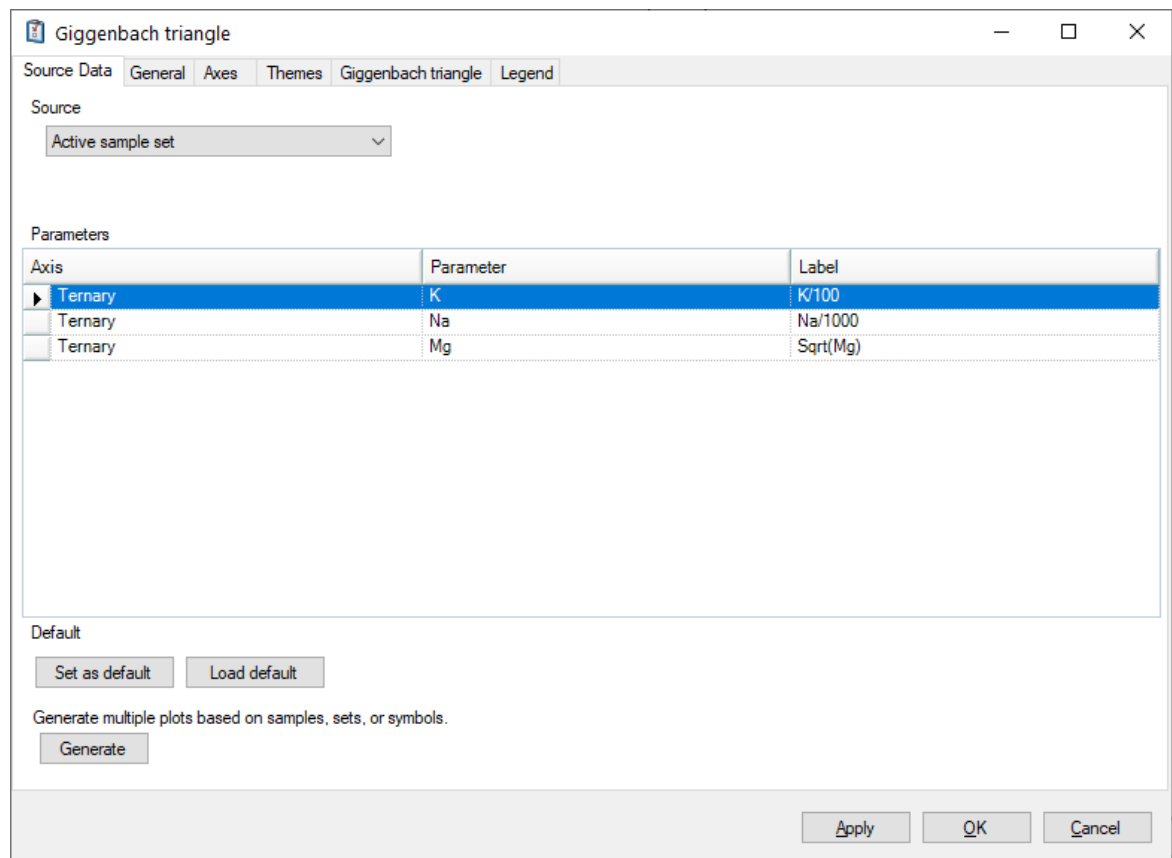 Giggenbach triangle
Source Data General Axes Themes Giggenbach triangle Legend
Source
Active sample set
Parameters
Axis Parameter Label
Ternary K K/100
Ternary Na Na/1000
Ternary Mg Sqrt(Mg)
Default
Set as default Load default
Generate multiple plots based on samples, sets, or symbols.
Generate
Apply OK Cancel